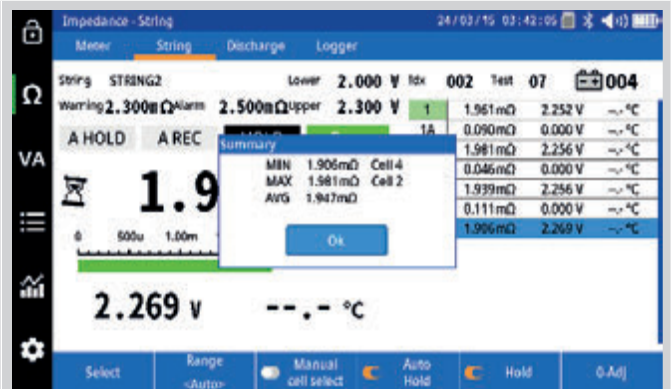 Impedance - String 24/03/15 03:42:05
Meter String Discharge Logger
String STRING2 Lower 2.000 V Idx 002 Test 07 004
Warning 2.300mΩ Alarm 2.500mΩ Upper 2.300 V
1 1.961mΩ 2.252 V --.-°C
A HOLD A REC
1A 0.090mΩ 0.000 V --.-°C
1.981mΩ 2.256 V --.-°C
0.046mΩ 0.000 V --.-°C
1.939mΩ 2.256 V --.-°C
0.111mΩ 0.000 V --.-°C
1.906mΩ 2.269 V --.-°C
Summary
MIN 1.906mΩ Cell 4
MAX 1.981mΩ Cell 2
AVG 1.947mΩ
Ok
Ω
VA
1.9
0 500u 1.00m
2.269 V --.- °C
Select Range <Auto> Manual cell select Auto Hold Hold 0-Adj